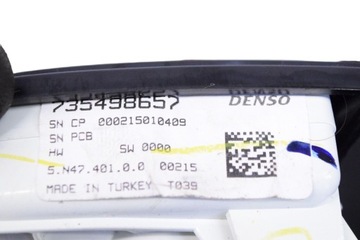 735498657
DENSO
SN CP 000215010409
SN PCB
HW SW 0090
5.N47.401.0.0 00215
MADE IN TURKEY T039